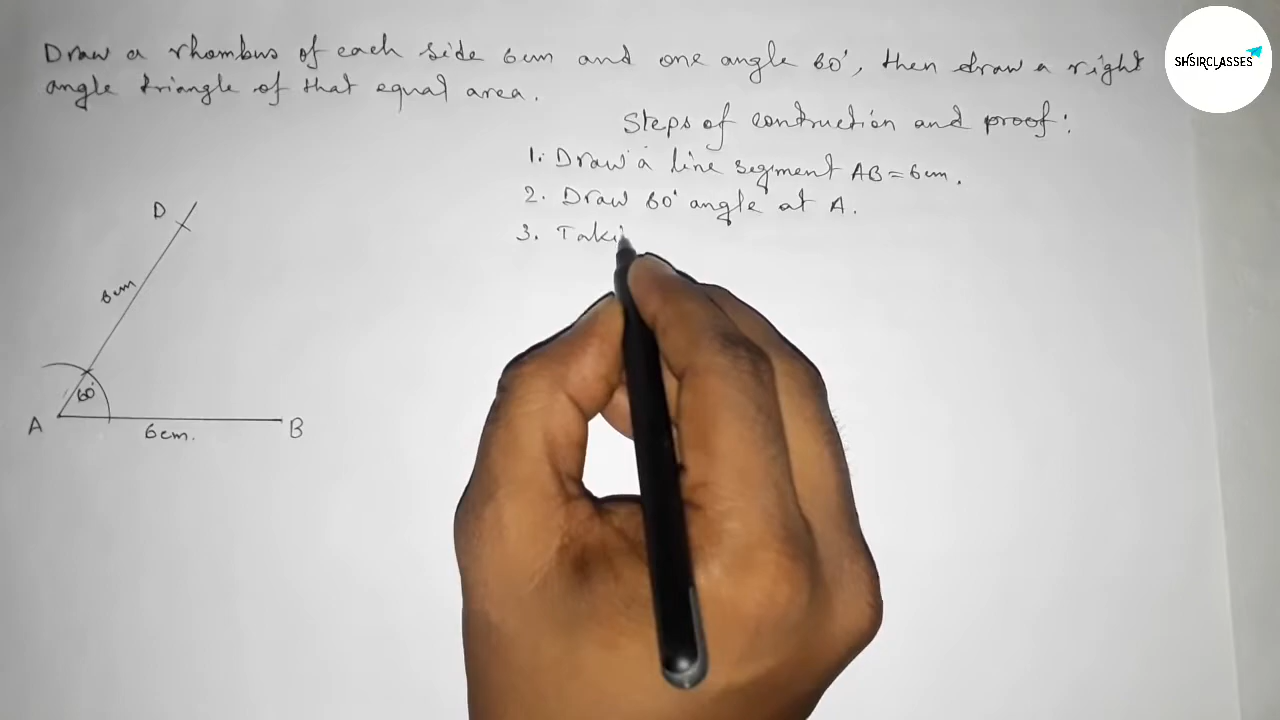 Draw a rhombus of each side 6cm and one angle 60°, then draw a right
angle triangle of that equal area.
SHSIRCLASSES
Steps of contruction and proof:
1. Draw a line segment AB = 6cm.
2. Draw 60° angle at A.
3. Taki
D
6cm
60°
A
B
6cm.